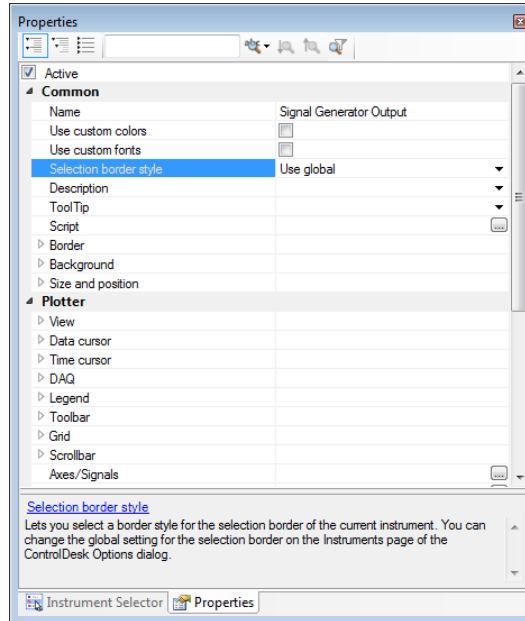 Properties
Active
Common
Name Signal Generator Output
Use custom colors
Use custom fonts
Selection border style Use global
Description
ToolTip
Script ...
Border
Background
Size and position
Plotter
View
Data cursor
Time cursor
DAQ
Legend
Toolbar
Grid
Scrollbar
Axes/Signals ...
Selection border style
Lets you select a border style for the selection border of the current instrument. You can
change the global setting for the selection border on the Instruments page of the
ControlDesk Options dialog.
Instrument Selector Properties